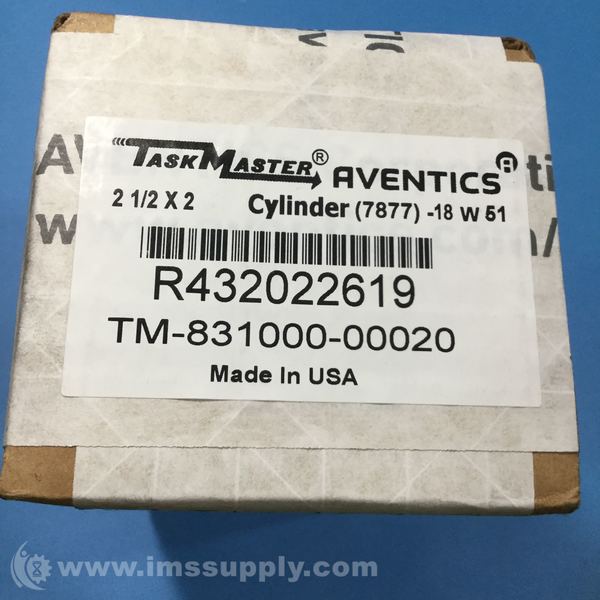 TASKMASTER® AVENTICS
2 1/2 X 2 Cylinder (7877) -18 W 51
R432022619
TM-831000-00020
Made In USA
www.imssupply.com